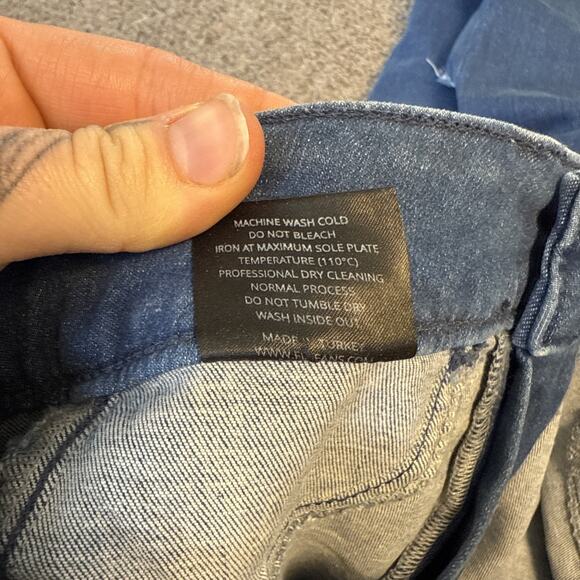 MACHINE WASH COLD
DO NOT BLEACH
IRON AT MAXIMUM SOLE PLATE
TEMPERATURE (110°C)
PROFESSIONAL DRY CLEANING
NORMAL PROCESS
DO NOT TUMBLE DRY
WASH INSIDE OUT
MADE TURKEY